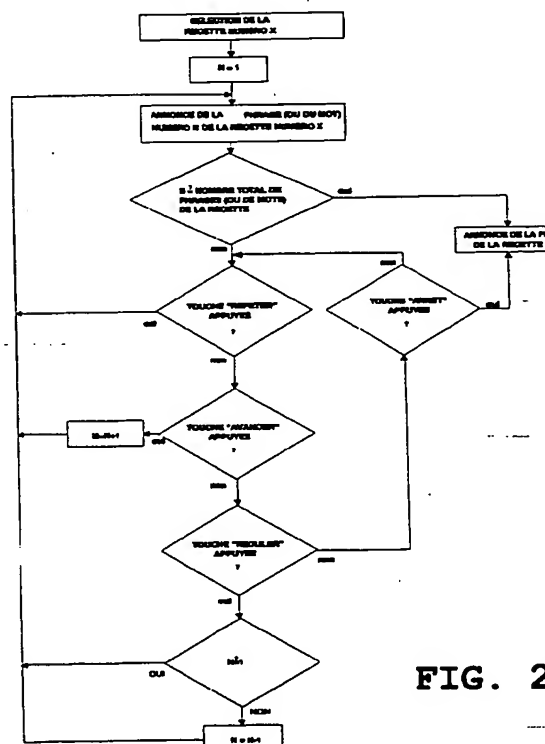 SELECTION DE LA
RECETTE NUMERO X
N = 1
ANNONCE DE LA PHRASE (OU DU MOT)
NUMERO N DE LA RECETTE NUMERO X
N = NOMBRE TOTAL DE
?
PHRASES (OU DE MOTS)
DE LA RECETTE
oui
non
ANNONCE DE LA
DE LA RECETTE
TOUCHE "REPETER"
APPUYEE
?
oui
non
TOUCHE "ARRET"
APPUYEE
?
non
oui
TOUCHE "AVANCER"
APPUYEE
?
oui
non
N=N+1
TOUCHE "RECULER"
APPUYEE
?
non
oui
N=1
?
OUI
NON
N = N-1
FIG. 2